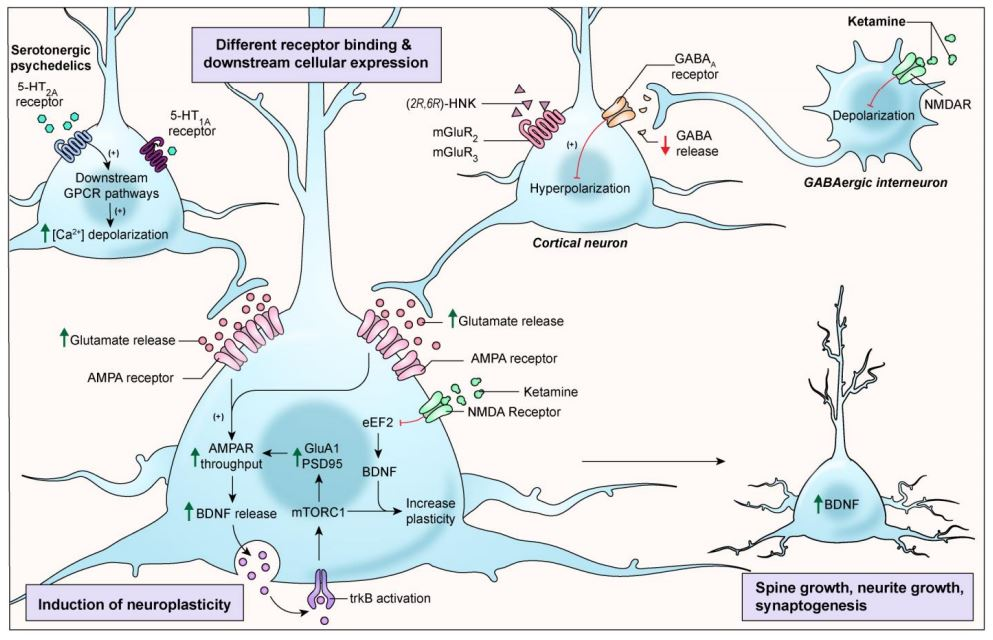 Different receptor binding &
downstream cellular expression
Serotonergic
psychedelics
5-HT2A
receptor
5-HT1A
receptor
(+)
Downstream
GPCR pathways
(+)
[Ca2+] depolarization
(2R,6R)-HNK
mGluR2
mGluR3
GABAA
receptor
(+)
GABA
release
Hyperpolarization
Cortical neuron
Ketamine
NMDAR
Depolarization
GABAergic interneuron
Glutamate release
AMPA receptor
Glutamate release
AMPA receptor
Ketamine
NMDA Receptor
(+)
AMPAR
throughput
GluA1
PSD95
eEF2
BDNF
BDNF release
mTORC1
Increase
plasticity
trkB activation
Induction of neuroplasticity
BDNF
Spine growth, neurite growth,
synaptogenesis